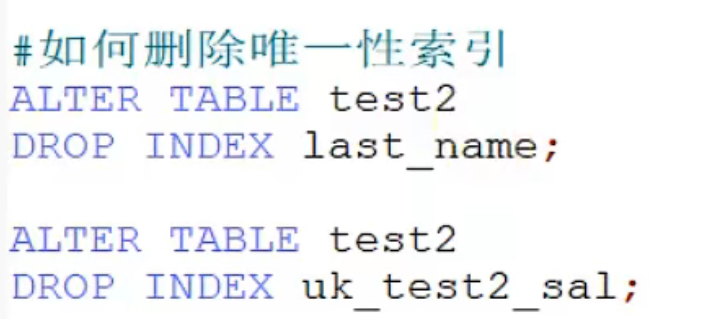 #如何删除唯一性索引
ALTER TABLE test2
DROP INDEX last_name;
ALTER TABLE test2
DROP INDEX uk_test2_sal;